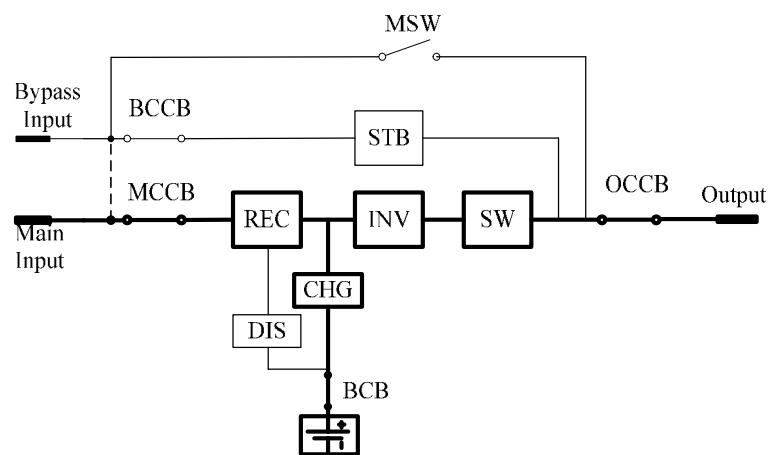 MSW
Bypass
Input
BCCB
STB
MCCB
OCCB
Output
REC
INV
SW
Main
Input
CHG
DIS
BCB
+